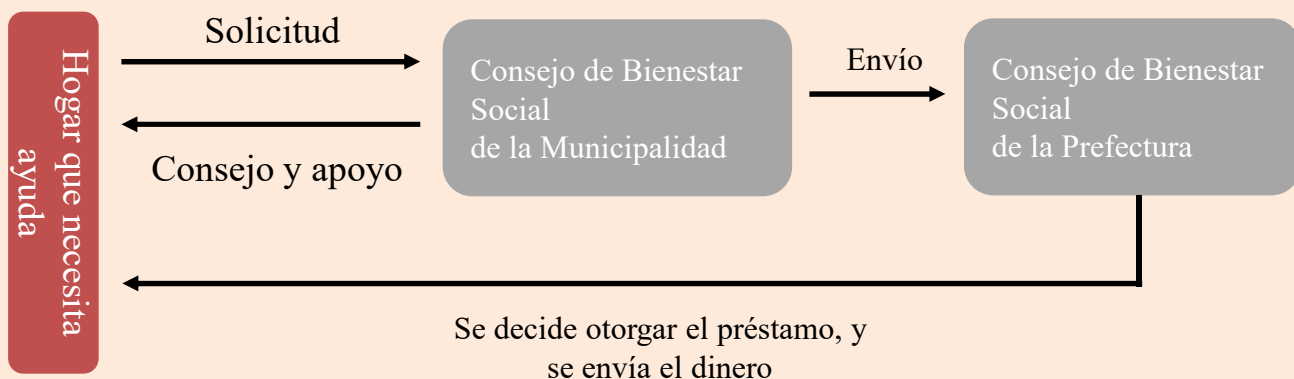 Hogar que necesita
ayuda
Solicitud
Consejo y apoyo
Consejo de Bienestar
Social
de la Municipalidad
Envío
Consejo de Bienestar
Social
de la Prefectura
Se decide otorgar el préstamo, y
se envía el dinero